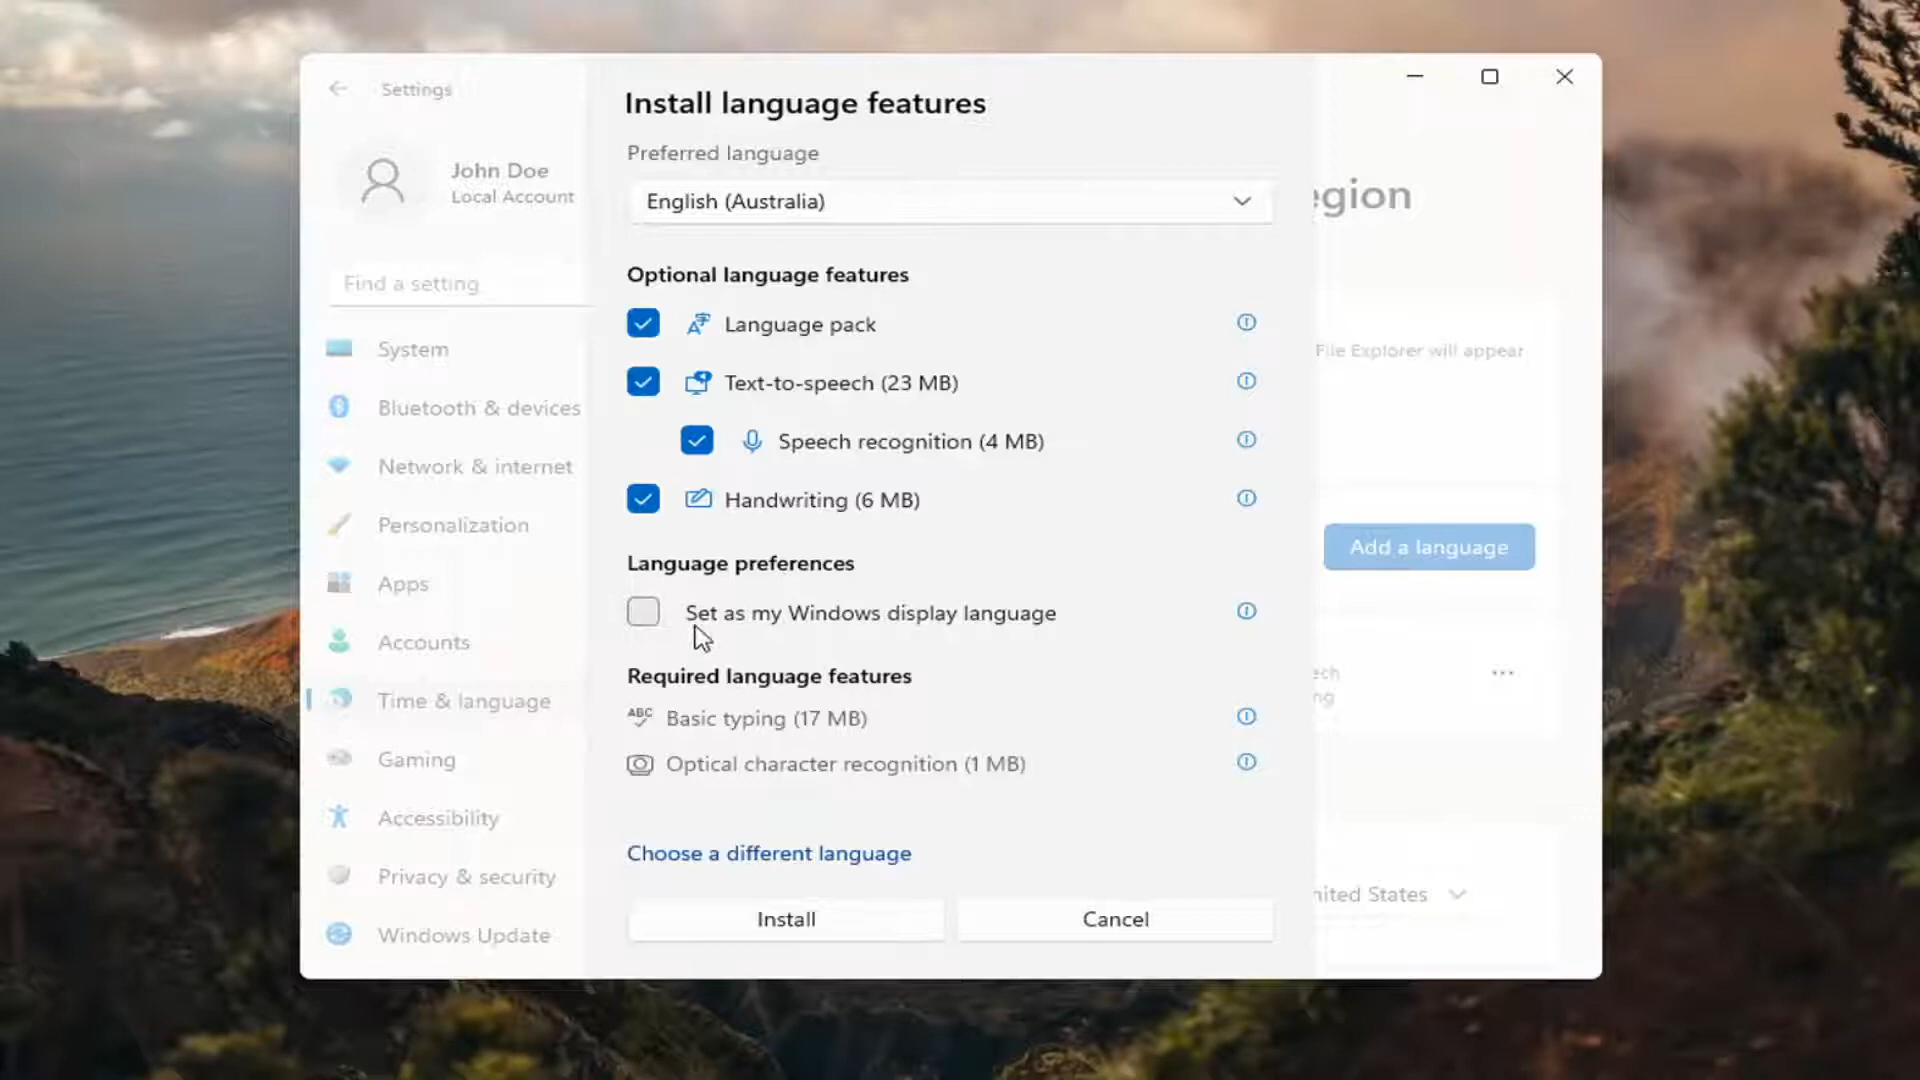 Settings
John Doe
Local Account
Find a setting
System
Bluetooth & devices
Network & internet
Personalization
Apps
Accounts
Time & language
Gaming
Accessibility
Privacy & security
Windows Update
Install language features
Preferred language
English (Australia)
Optional language features
Language pack
Text-to-speech (23 MB)
Speech recognition (4 MB)
Handwriting (6 MB)
Language preferences
Set as my Windows display language
Required language features
ABC Basic typing (17 MB)
Optical character recognition (1 MB)
Choose a different language
Install
Cancel
egion
File Explorer will appear
Add a language
ech
ng
nited States